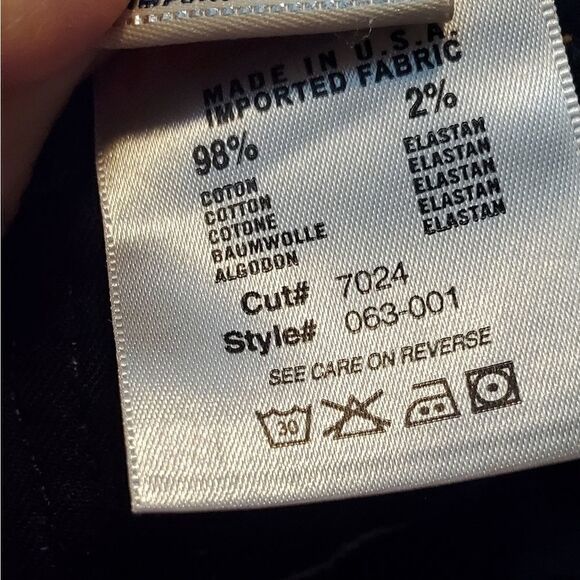 MADE IN U.S.A.
IMPORTED FABRIC
98% 2%
COTON ELASTAN
COTTON ELASTAN
COTONE ELASTAN
BAUMWOLLE ELASTAN
ALGODON ELASTAN
Cut# 7024
Style# 063-001
SEE CARE ON REVERSE
30